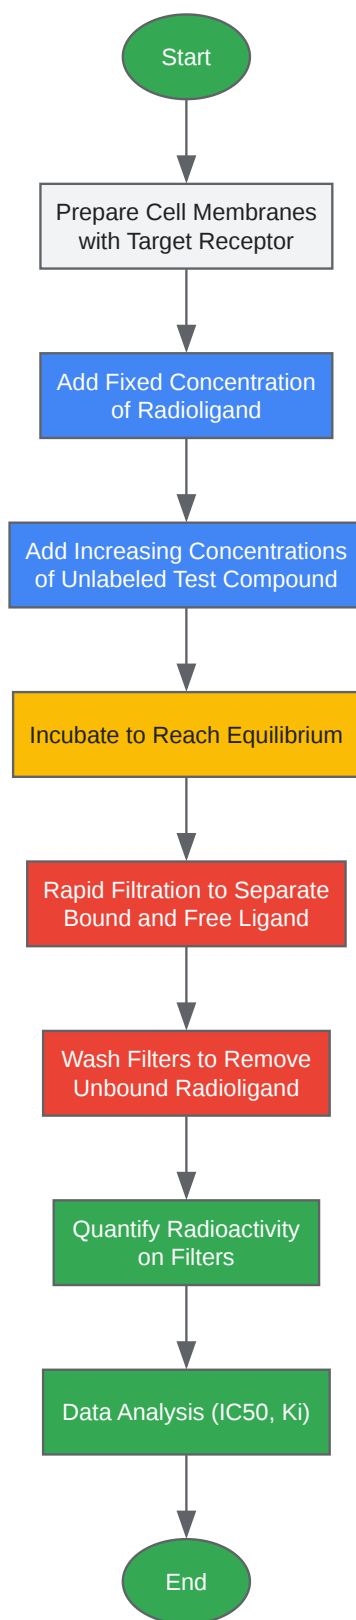 Start
Prepare Cell Membranes
with Target Receptor
Add Fixed Concentration
of Radioligand
Add Increasing Concentrations
of Unlabeled Test Compound
Incubate to Reach Equilibrium
Rapid Filtration to Separate
Bound and Free Ligand
Wash Filters to Remove
Unbound Radioligand
Quantify Radioactivity
on Filters
Data Analysis (IC50, Ki)
End